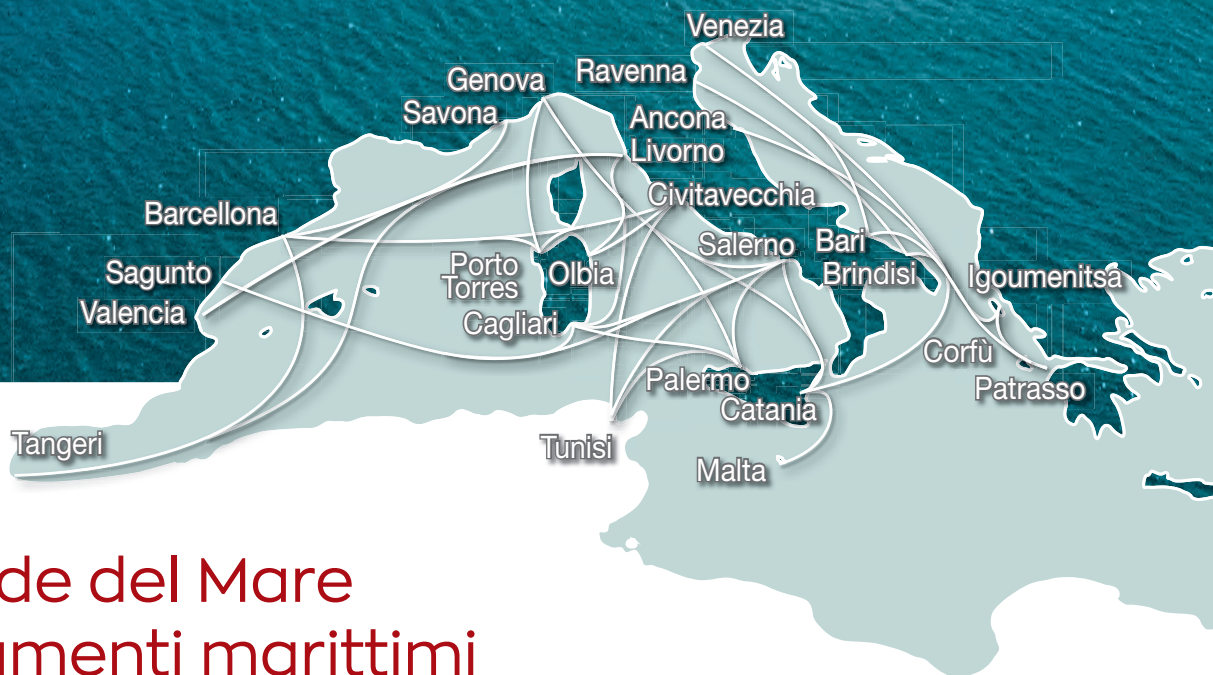 Venezia
Ravenna
Genova
Savona
Ancona
Livorno
Civitavecchia
Barcellona
Salerno
Bari
Porto
Torres
Olbia
Sagunto
Brindisi
Igoumenitsa
Valencia
Cagliari
Corfù
Palermo
Patrasso
Catania
Tangeri
Tunisi
Malta
de del Mare
amenti marittimi